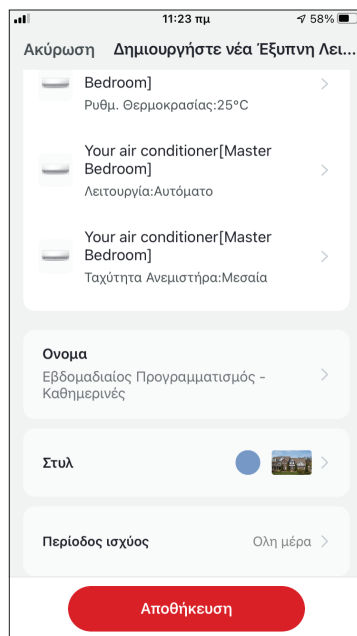 11:23 πμ
58%
Ακύρωση Δημιουργήστε νέα Έξυπνη Λει...
Bedroom]
Ρυθμ. Θερμοκρασίας:25°C
Your air conditioner[Master
Bedroom]
Λειτουργία:Αυτόματο
Your air conditioner[Master
Bedroom]
Ταχύτητα Ανεμιστήρα:Μεσαία
Ονομα
Εβδομαδιαίος Προγραμματισμός -
Καθημερινές
Στυλ
Περίοδος ισχύος Ολη μέρα
Αποθήκευση